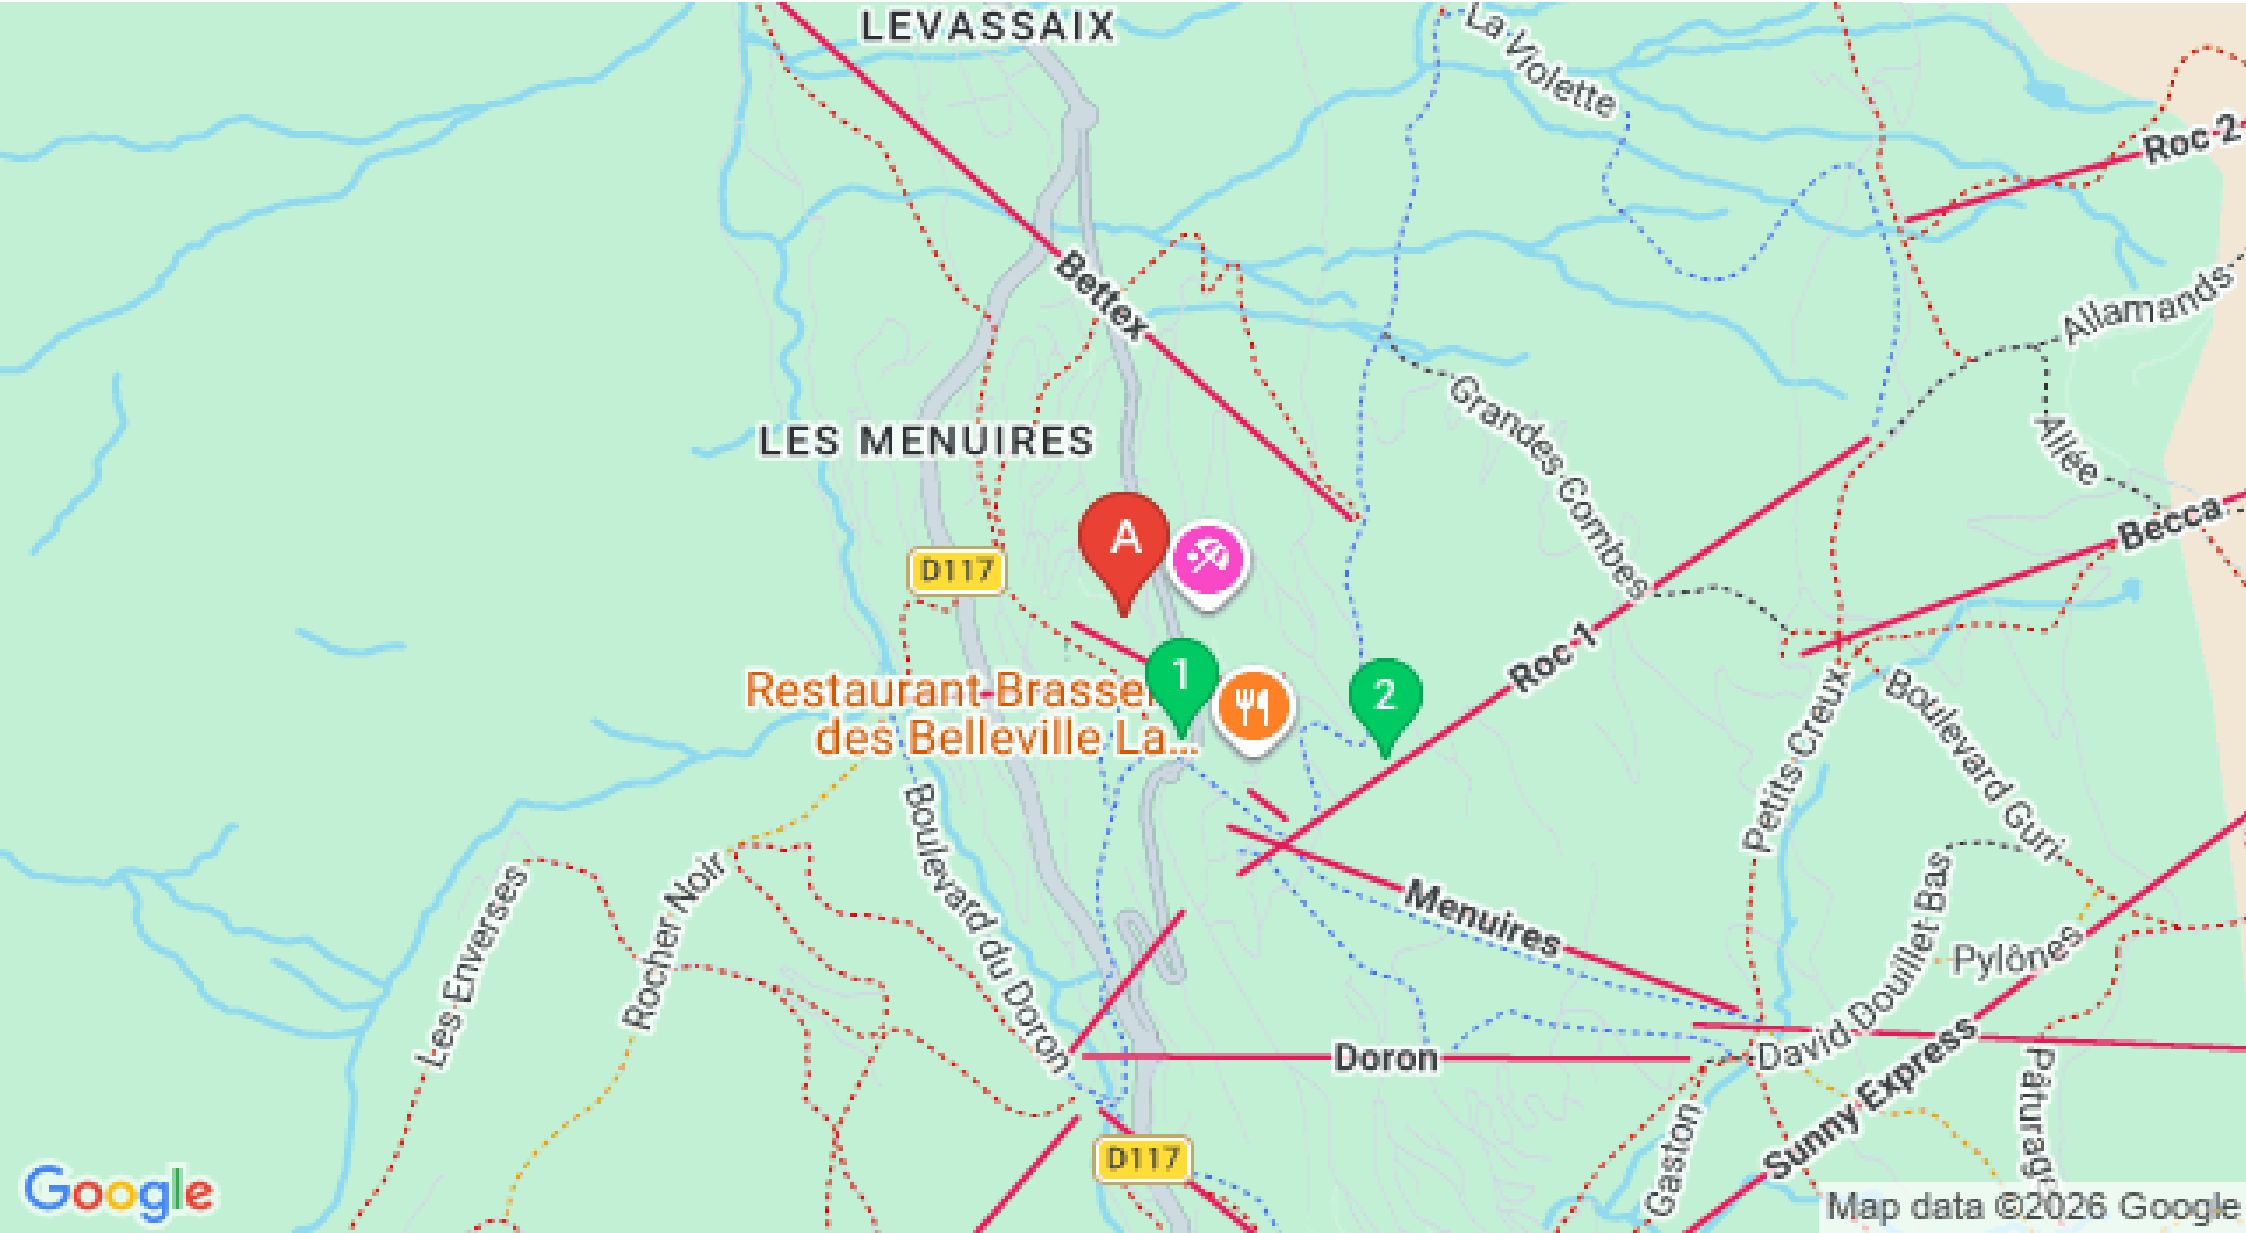 LEVASSAIX
La Violette
Roc 2
Bettex
Allamands
Grandes Combes
Allée
LES MENUIRES
Becca
A
D117
Roc 1
1
2
Restaurant Brasse
des Belleville La...
Petits Creux
Boulevard Guri
Boulevard du Doron
Les Enverses
Rocher Noir
Menuires
David Douillet Bas
Pylônes
Doron
Sunny Express
Gaston
D117
Google
Map data ©2026 Google